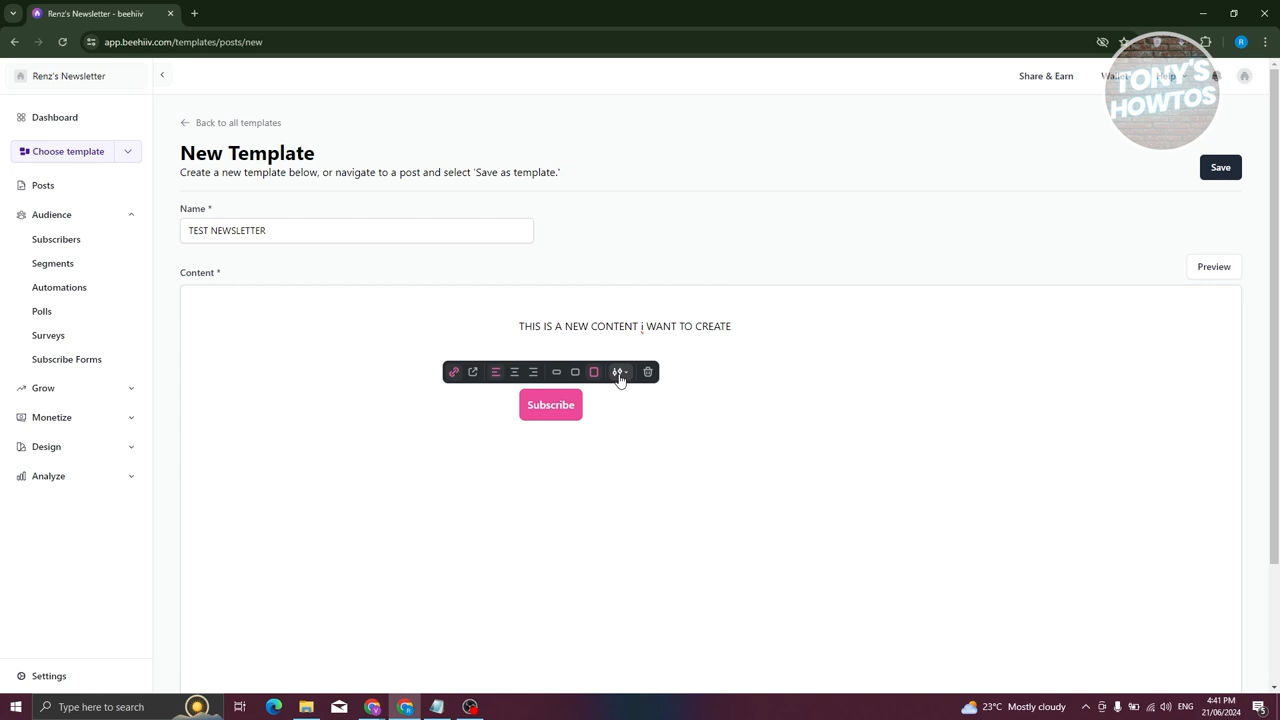 Renz's Newsletter - beehiiv
app.beehiiv.com/templates/posts/new
R
Renz's Newsletter
Share & Earn
Wallet
Help
TONY'S
HOWTOS
Dashboard
Choose template
Posts
Audience
Subscribers
Segments
Automations
Polls
Surveys
Subscribe Forms
Grow
Monetize
Design
Analyze
Settings
Back to all templates
New Template
Create a new template below, or navigate to a post and select 'Save as template.'
Save
Name *
TEST NEWSLETTER
Content *
Preview
THIS IS A NEW CONTENT i WANT TO CREATE
Subscribe
Type here to search
23°C Mostly cloudy
ENG
4:41 PM
21/06/2024